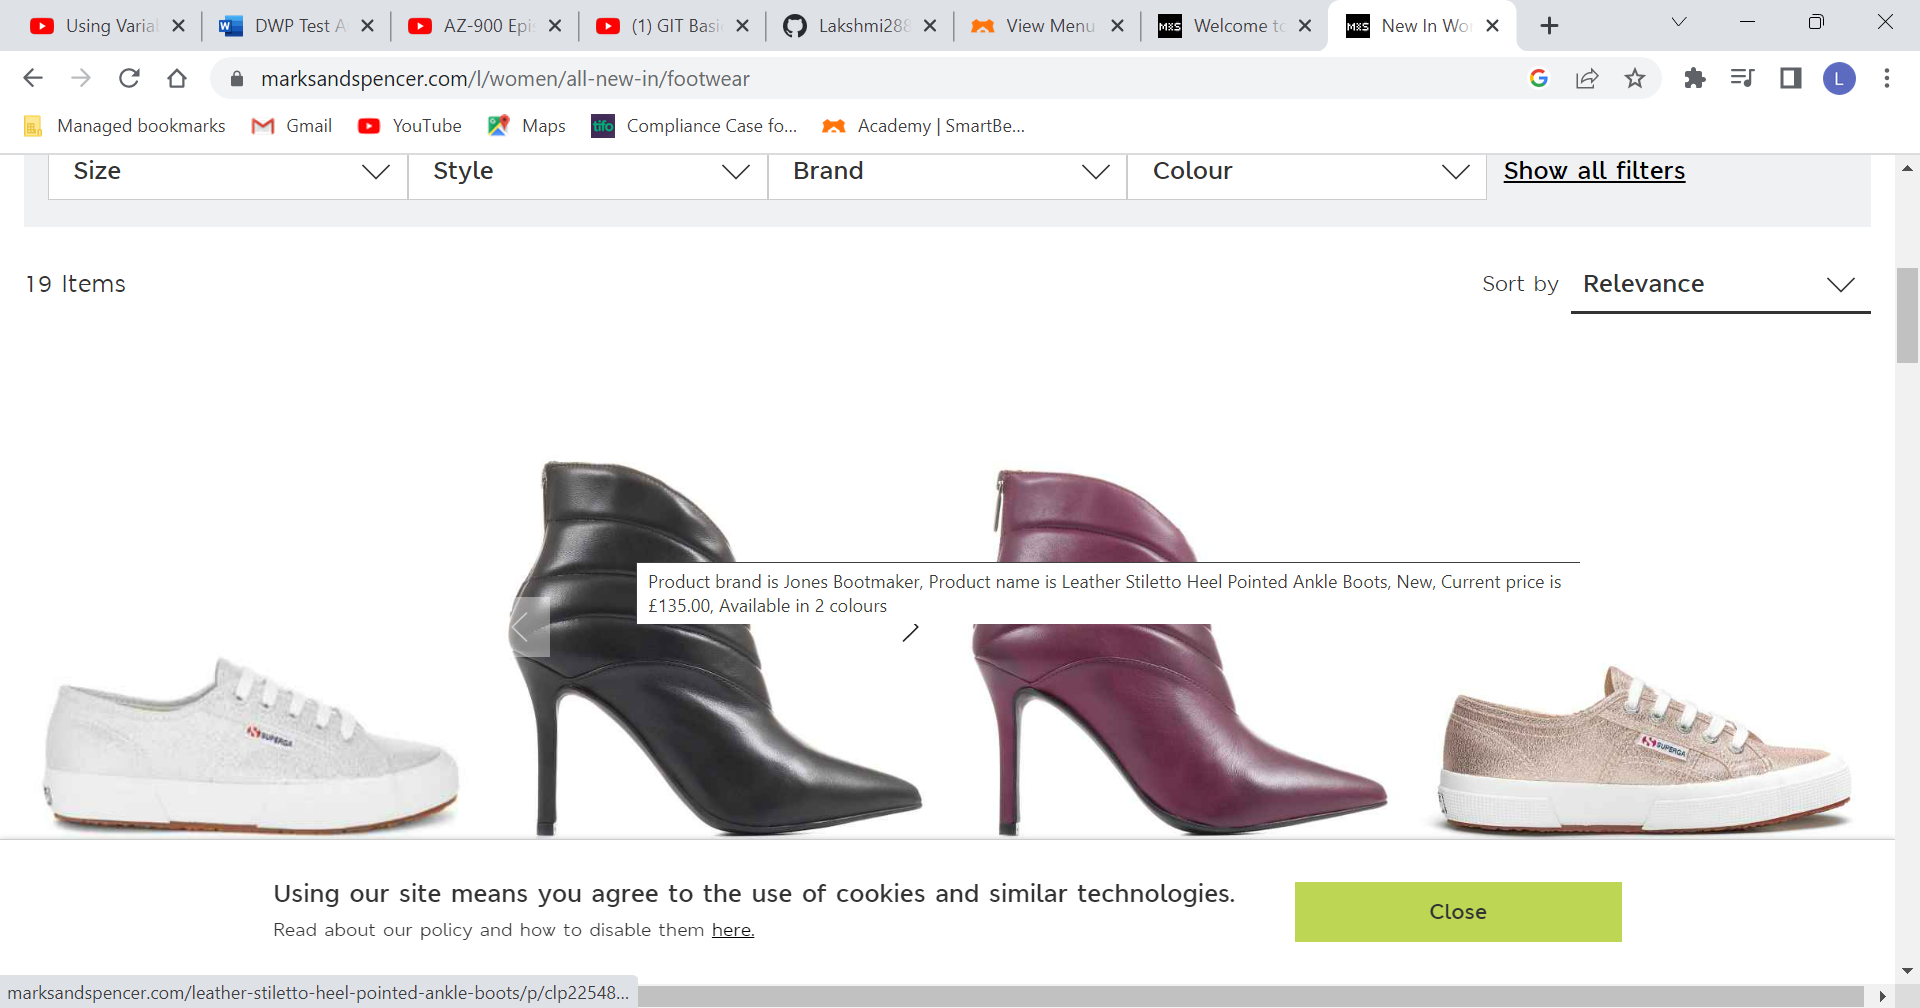 Using Varial
DWP Test A
AZ-900 Epi
(1) GIT Basi
Lakshmi288
View Menu
M&S Welcome to
M&S New In Wo
marksandspencer.com/l/women/all-new-in/footwear
L
Managed bookmarks
Gmail
YouTube
Maps
tifo Compliance Case fo...
Academy | SmartBe...
Size
Style
Brand
Colour
Show all filters
19 Items
Sort by Relevance
Product brand is Jones Bootmaker, Product name is Leather Stiletto Heel Pointed Ankle Boots, New, Current price is
£135.00, Available in 2 colours
SUPERGA
SUPERGA
Using our site means you agree to the use of cookies and similar technologies.
Read about our policy and how to disable them here.
Close
marksandspencer.com/leather-stiletto-heel-pointed-ankle-boots/p/clp22548...